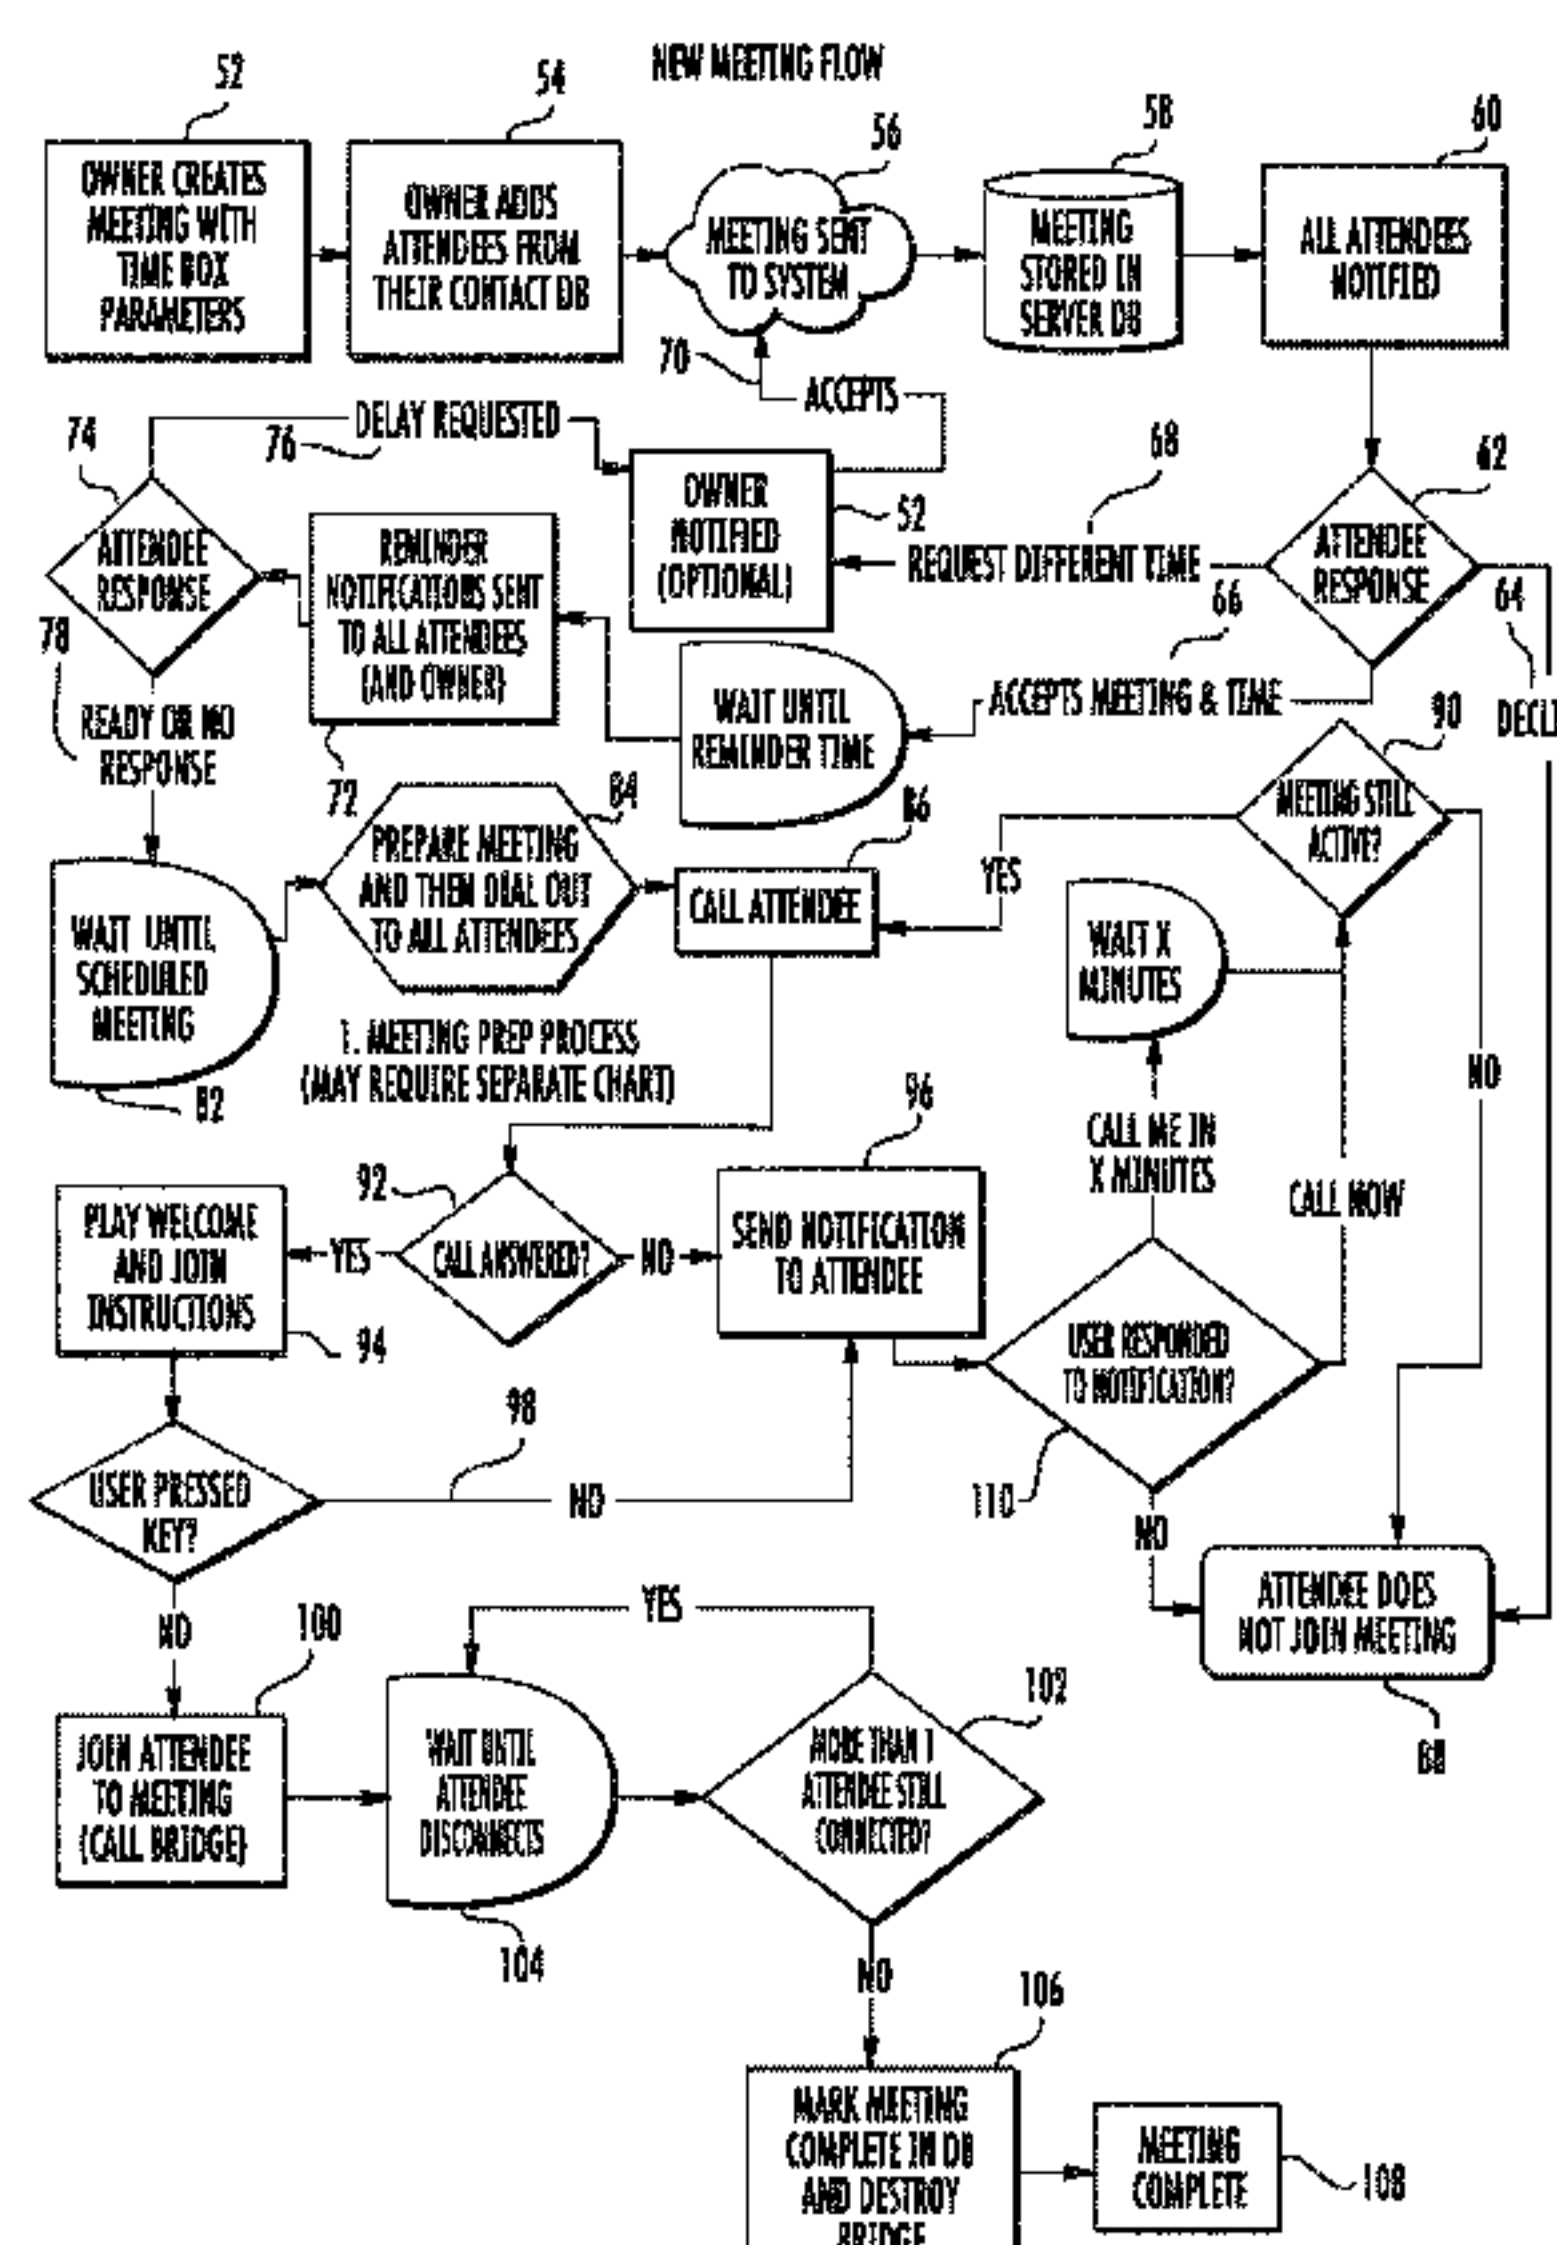 NEW MEETING FLOW
52
54
56
58
60
OWNER CREATES
MEETING WITH
TIME BOX
PARAMETERS
OWNER ADDS
ATTENDEES FROM
THEIR CONTACT DB
MEETING SENT
TO SYSTEM
MEETING
STORED IN
SERVER DB
ALL ATTENDEES
NOTIFIED
70
ACCEPTS
74
DELAY REQUESTED
76
68
62
OWNER
NOTIFIED
(OPTIONAL)
52
REQUEST DIFFERENT TIME
ATTENDEE
RESPONSE
ATTENDEE
RESPONSE
REMINDER
NOTIFICATIONS SENT
TO ALL ATTENDEES
(AND OWNER)
66
64
78
READY OR NO
RESPONSE
72
WAIT UNTIL
REMINDER TIME
ACCEPTS MEETING & TIME
90
DECLI
84
86
MEETING STILL
ACTIVE?
PREPARE MEETING
AND THEN DIAL OUT
TO ALL ATTENDEES
CALL ATTENDEE
YES
WAIT UNTIL
SCHEDULED
MEETING
WAIT X
MINUTES
1. MEETING PREP PROCESS
(MAY REQUIRE SEPARATE CHART)
82
NO
96
CALL ME IN
X MINUTES
92
CALL NOW
PLAY WELCOME
AND JOIN
INSTRUCTIONS
YES
CALL ANSWERED?
NO
SEND NOTIFICATION
TO ATTENDEE
94
USER RESPONDED
TO NOTIFICATION?
98
USER PRESSED
KEY?
NO
110
NO
NO
100
YES
ATTENDEE DOES
NOT JOIN MEETING
102
88
JOIN ATTENDEE
TO MEETING
(CALL BRIDGE)
WAIT UNTIL
ATTENDEE
DISCONNECTS
MORE THAN 1
ATTENDEE STILL
CONNECTED?
104
NO
106
MARK MEETING
COMPLETE IN DB
AND DESTROY
BRIDGE
MEETING
COMPLETE
108